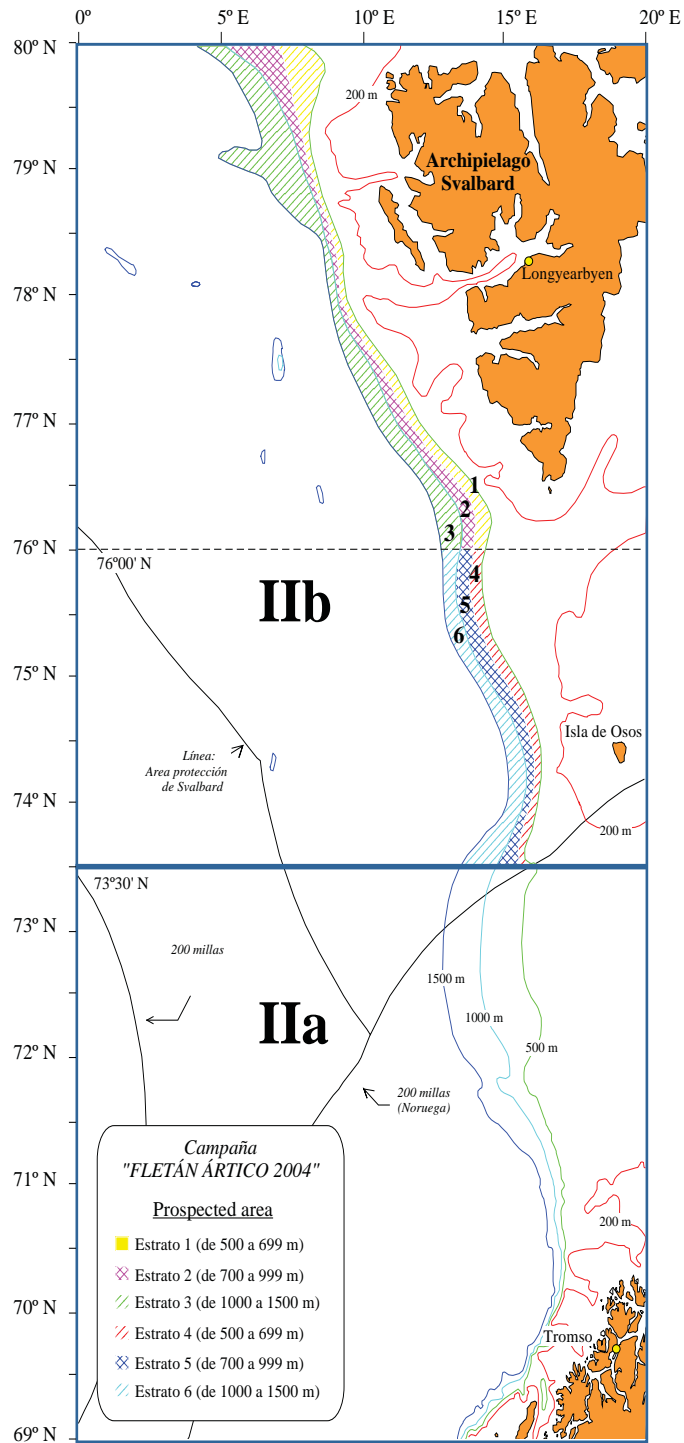 0º
5º E
10º E
15º E
20º E
80º N
200 m
Archipielago
Svalbard
79º N
Longyearbyen
78º N
77º N
1
2
3
76º N
76º00' N
4
IIb
5
6
75º N
Isla de Osos
Línea:
Area protección
de Svalbard
74º N
200 m
73º30' N
73º N
200 millas
1500 m
1000 m
IIa
500 m
72º N
200 millas
(Noruega)
Campaña
"FLETÁN ÁRTICO 2004"
71º N
Prospected area
200 m
Estrato 1 (de 500 a 699 m)
Estrato 2 (de 700 a 999 m)
Estrato 3 (de 1000 a 1500 m)
70º N
Estrato 4 (de 500 a 699 m)
Tromso
Estrato 5 (de 700 a 999 m)
Estrato 6 (de 1000 a 1500 m)
69º N